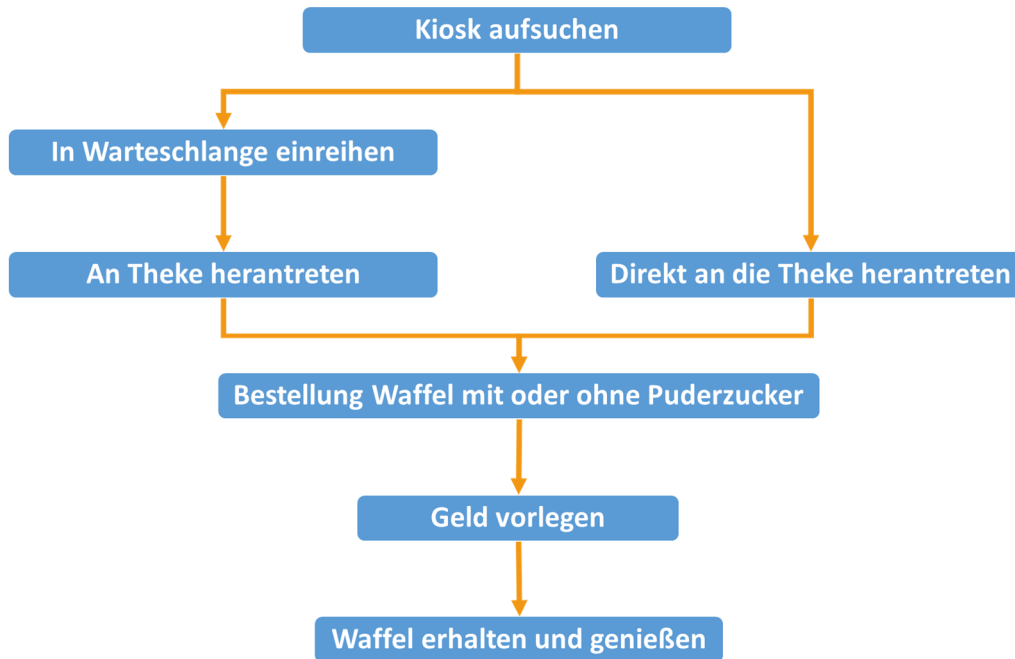 Kiosk aufsuchen
In Warteschlange einreihen
An Theke herantreten
Direkt an die Theke herantreten
Bestellung Waffel mit oder ohne Puderzucker
Geld vorlegen
Waffel erhalten und genießen